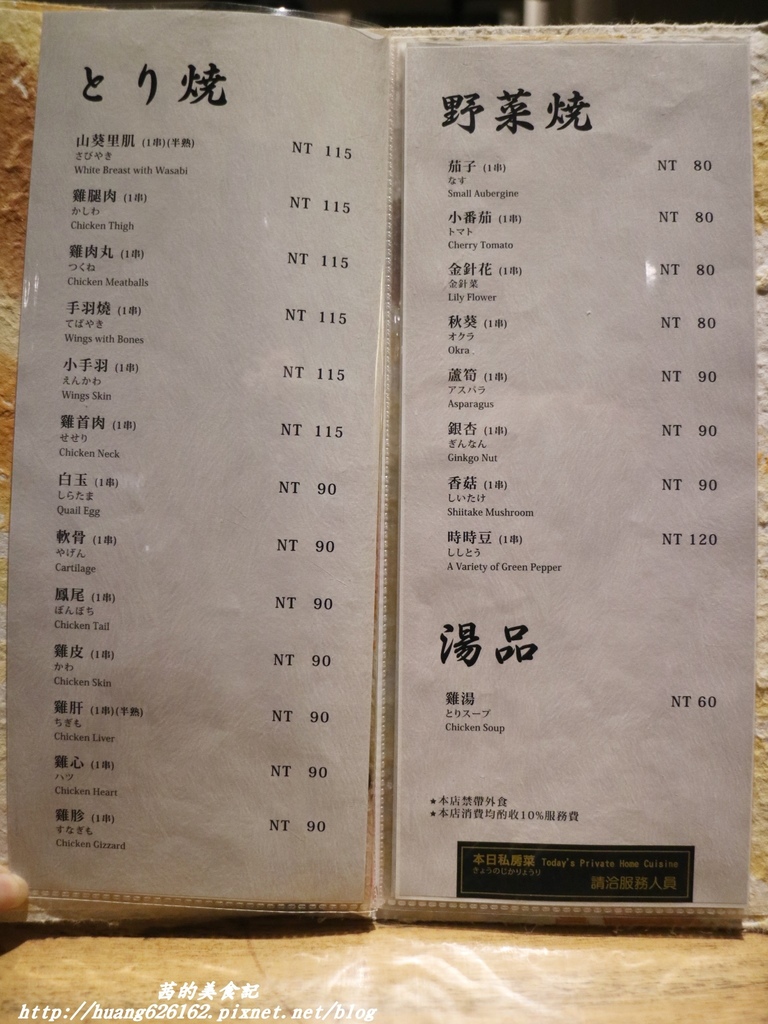 とり燒
山葵里肌 (1串)(半熟) NT 115
さびやき
White Breast with Wasabi
雞腿肉 (1串) NT 115
かしわ
Chicken Thigh
雞肉丸 (1串) NT 115
つくね
Chicken Meatballs
手羽燒 (1串) NT 115
てばやき
Wings with Bones
小手羽 (1串) NT 115
えんかわ
Wings Skin
雞首肉 (1串) NT 115
せせり
Chicken Neck
白玉 (1串) NT 90
しらたま
Quail Egg
軟骨 (1串) NT 90
やげん
Cartilage
鳳尾 (1串) NT 90
ぼんぼち
Chicken Tail
雞皮 (1串) NT 90
かわ
Chicken Skin
雞肝 (1串)(半熟) NT 90
ちぎも
Chicken Liver
雞心 (1串) NT 90
ハツ
Chicken Heart
雞胗 (1串) NT 90
すなぎも
Chicken Gizzard
野菜燒
茄子 (1串) NT 80
なす
Small Aubergine
小番茄 (1串) NT 80
トマト
Cherry Tomato
金針花 (1串) NT 80
金針菜
Lily Flower
秋葵 (1串) NT 80
オクラ
Okra
蘆筍 (1串) NT 90
アスパラ
Asparagus
銀杏 (1串) NT 90
ぎんなん
Ginkgo Nut
香菇 (1串) NT 90
しいたけ
Shiitake Mushroom
時時豆 (1串) NT 120
ししとう
A Variety of Green Pepper
湯品
雞湯 NT 60
とりスープ
Chicken Soup
★本店禁帶外食
★本店消費均酌收10%服務費
本日私房菜 Today's Private Home Cuisine
きょうのじかりょうり
請洽服務人員
茜的美食記
http://huang626162.pixnet.net/blog